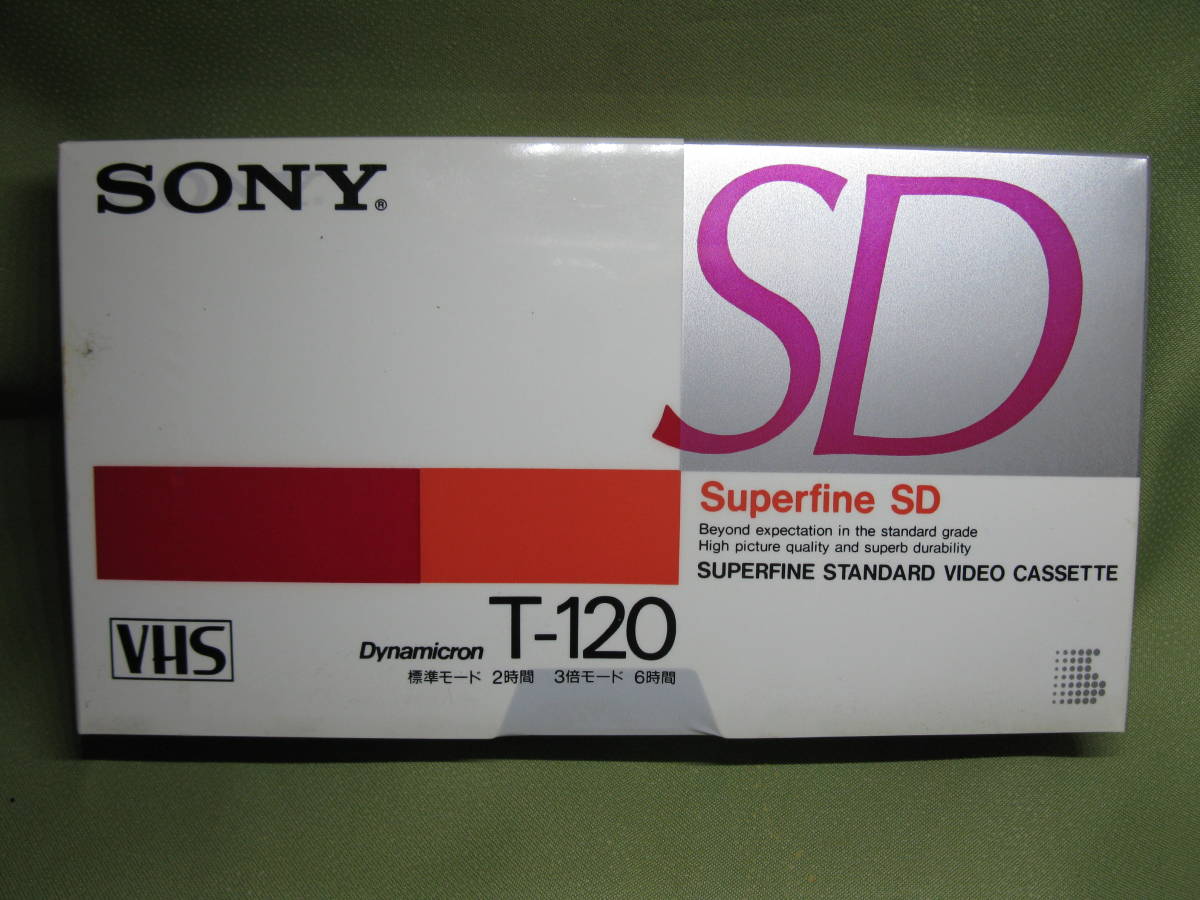 SONY®
SD
Superfine SD
Beyond expectation in the standard grade
High picture quality and superb durability
SUPERFINE STANDARD VIDEO CASSETTE
VHS
Dynamicron T-120
標準モード 2時間 3倍モード 6時間